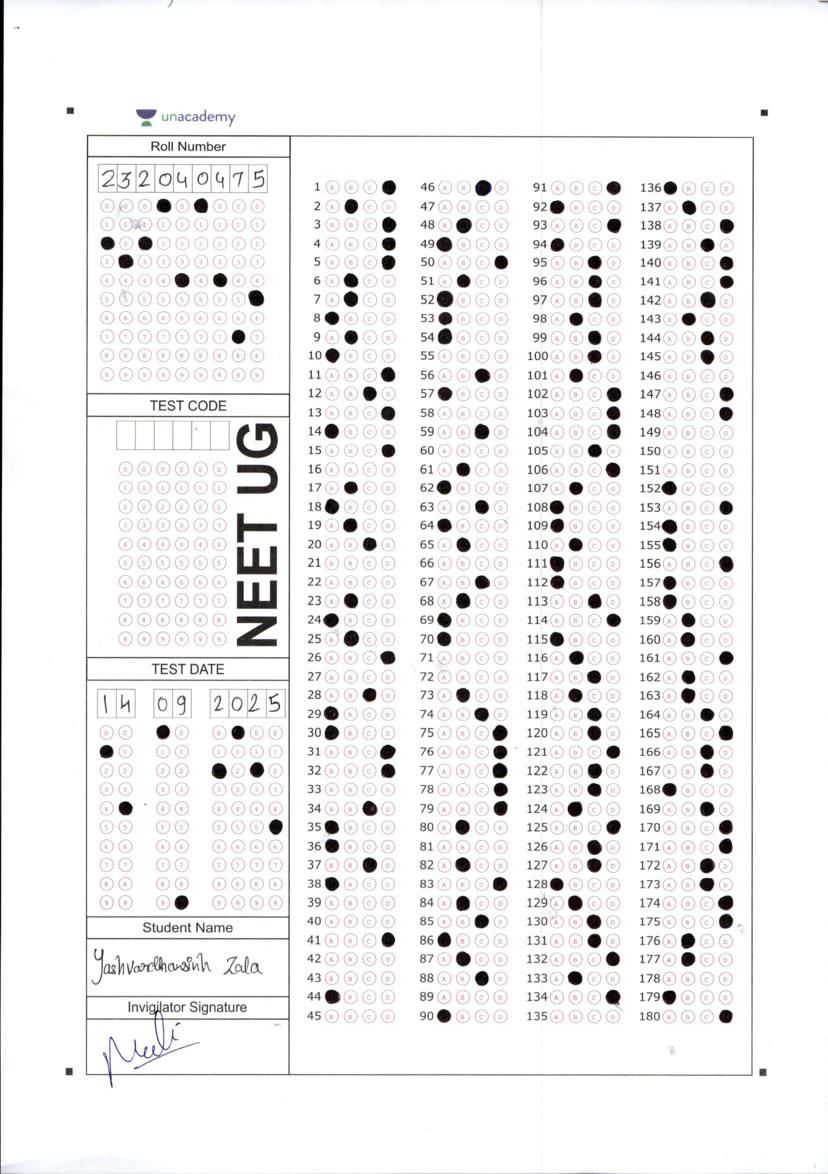 unacademy
Roll Number
2 3 2 0 4 0 4 7 5
TEST CODE
NEET UG
TEST DATE
1 4 0 9 2 0 2 5
Student Name
Yashvardhansinh Zala
Invigilator Signature
1 A B C 46 A B D 91 A B C 136 B C D
2 A C D 47 A B C D 92 B C D 137 A C D
3 A B C 48 A C D 93 A B C 138 A B C
4 A B C 49 B C D 94 B C D 139 A B D
5 A B C 50 A B C 95 A B D 140 A B C
6 A C D 51 A C D 96 A B D 141 A B C
7 A C D 52 B C D 97 A B D 142 A B D
8 B C D 53 B C D 98 A C D 143 A C D
9 A C D 54 B C D 99 A B D 144 A B D
10 B C D 55 A B C D 100 A B D 145 A B D
11 A B C 56 A B D 101 A C D 146 A B C D
12 A B D 57 B C D 102 A B C 147 A B C
13 A B C 58 A B C D 103 A B C 148 A B C
14 B C D 59 A B D 104 A B C 149 A B C D
15 A B C 60 A B C D 105 A B D 150 A B C D
16 A B C D 61 A C D 106 A B C 151 A B C D
17 A C D 62 B C D 107 A C D 152 B C D
18 B C D 63 A B D 108 B C D 153 A B C
19 A C D 64 B C D 109 B C D 154 B C D
20 A B D 65 A C D 110 A C D 155 B C D
21 A B C D 66 A B C D 111 B C D 156 A B C
22 A B C D 67 A B D 112 B C D 157 B C D
23 A C D 68 A C D 113 A B D 158 B C D
24 B C D 69 B C D 114 A B C 159 A C D
25 A C D 70 B C D 115 B C D 160 A C D
26 A B C 71 A B C D 116 A C D 161 A B C
27 A B C D 72 A B C D 117 A B D 162 A C D
28 A B D 73 A C D 118 A C D 163 A C D
29 B C D 74 A B D 119 A B D 164 A B D
30 B C D 75 A B C 120 A B D 165 A B C
31 A B C 76 A B C 121 A B C 166 A B D
32 A B C 77 A B C 122 A B D 167 A B D
33 A B C D 78 A B C 123 A B D 168 B C D
34 A B D 79 A B C 124 A C D 169 A B D
35 B C D 80 A C D 125 A B C 170 A B C
36 B C D 81 A B C D 126 A B D 171 A B C
37 A B D 82 A C D 127 A B D 172 A B D
38 B C D 83 A B C 128 B C D 173 A B D
39 A B C D 84 A C D 129 A C D 174 A B C
40 A B C D 85 A B D 130 A B D 175 A B C
41 A B C 86 B C D 131 A B D 176 A C D
42 A B C D 87 A C D 132 A B C 177 A C D
43 A B C D 88 A B D 133 A C D 178 A B C D
44 B C D 89 A B C D 134 A B C 179 B C D
45 A B C D 90 B C D 135 A B C D 180 A B C